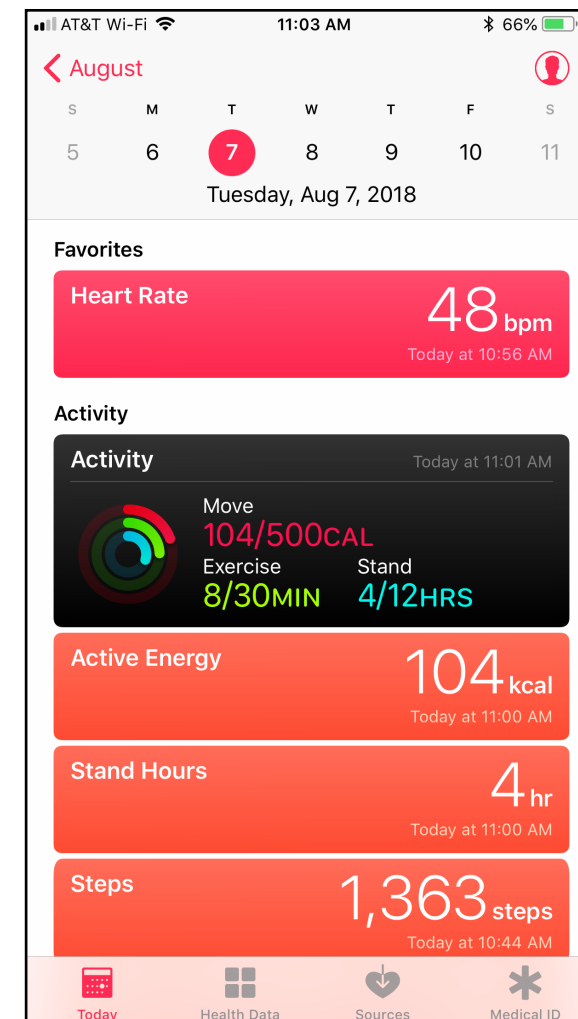 AT&T Wi-Fi 11:03 AM 66%
August
S M T W T F S
5 6 7 8 9 10 11
Tuesday, Aug 7, 2018
Favorites
Heart Rate 48 bpm
Today at 10:56 AM
Activity
Activity Today at 11:01 AM
Move
104/500CAL
Exercise Stand
8/30MIN 4/12HRS
Active Energy 104 kcal
Today at 11:00 AM
Stand Hours 4 hr
Today at 11:00 AM
Steps 1,363 steps
Today at 10:44 AM
Today Health Data Sources Medical ID